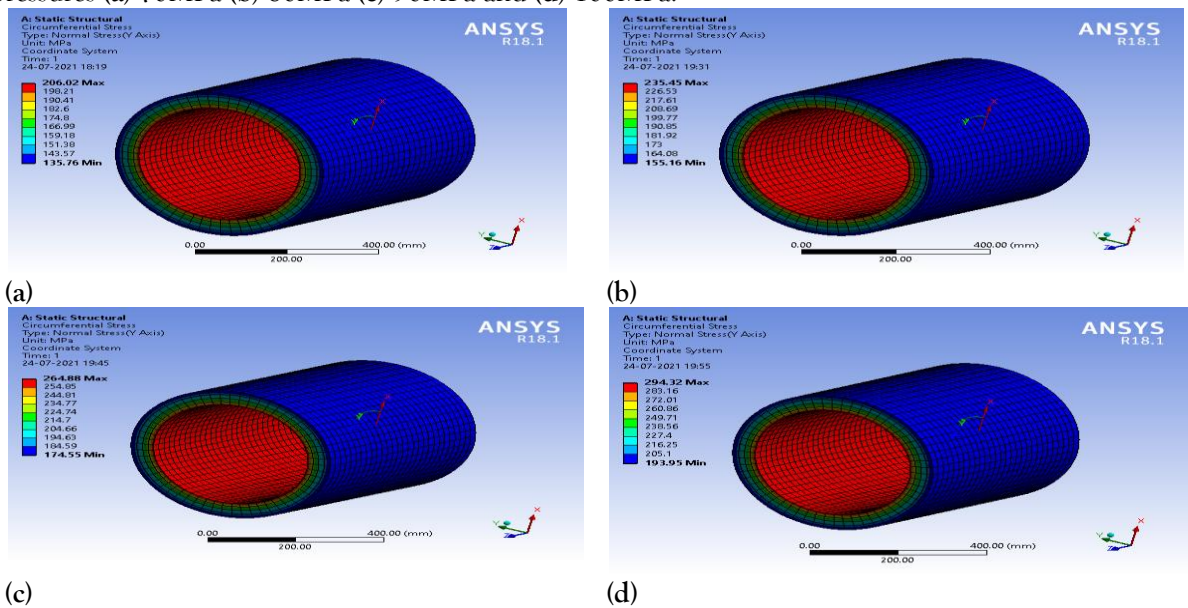 A: Static Structural
Circumferential Stress
Type: Normal Stress(Y Axis)
Unit: MPa
Coordinate System
Time: 1
24-07-2021 18:19
206.02 Max
198.21
190.41
182.6
174.8
166.99
159.18
151.38
143.57
135.76 Min
ANSYS
R18.1
0.00
400.00 (mm)
200.00
X
Y
Z
(a)
A: Static Structural
Circumferential Stress
Type: Normal Stress(Y Axis)
Unit: MPa
Coordinate System
Time: 1
24-07-2021 19:31
235.45 Max
226.53
217.61
208.69
199.77
190.85
181.92
173
164.08
155.16 Min
ANSYS
R18.1
0.00
400.00 (mm)
200.00
X
Y
Z
(b)
A: Static Structural
Circumferential Stress
Type: Normal Stress(Y Axis)
Unit: MPa
Coordinate System
Time: 1
24-07-2021 19:45
264.88 Max
254.85
244.81
234.77
224.74
214.7
204.66
194.63
184.59
174.55 Min
ANSYS
R18.1
0.00
400.00 (mm)
200.00
X
Y
Z
(c)
A: Static Structural
Circumferential Stress
Type: Normal Stress(Y Axis)
Unit: MPa
Coordinate System
Time: 1
24-07-2021 19:55
294.32 Max
283.16
272.01
260.86
249.71
238.56
227.4
216.25
205.1
193.95 Min
ANSYS
R18.1
0.00
400.00 (mm)
200.00
X
Y
Z
(d)